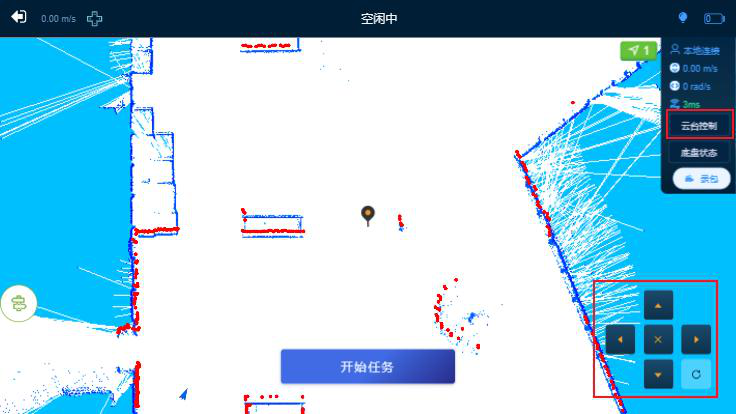 0.00 m/s
空闲中
1
本地连接
0.00 m/s
0 rad/s
3ms
云台控制
底盘状态
录包
开始任务